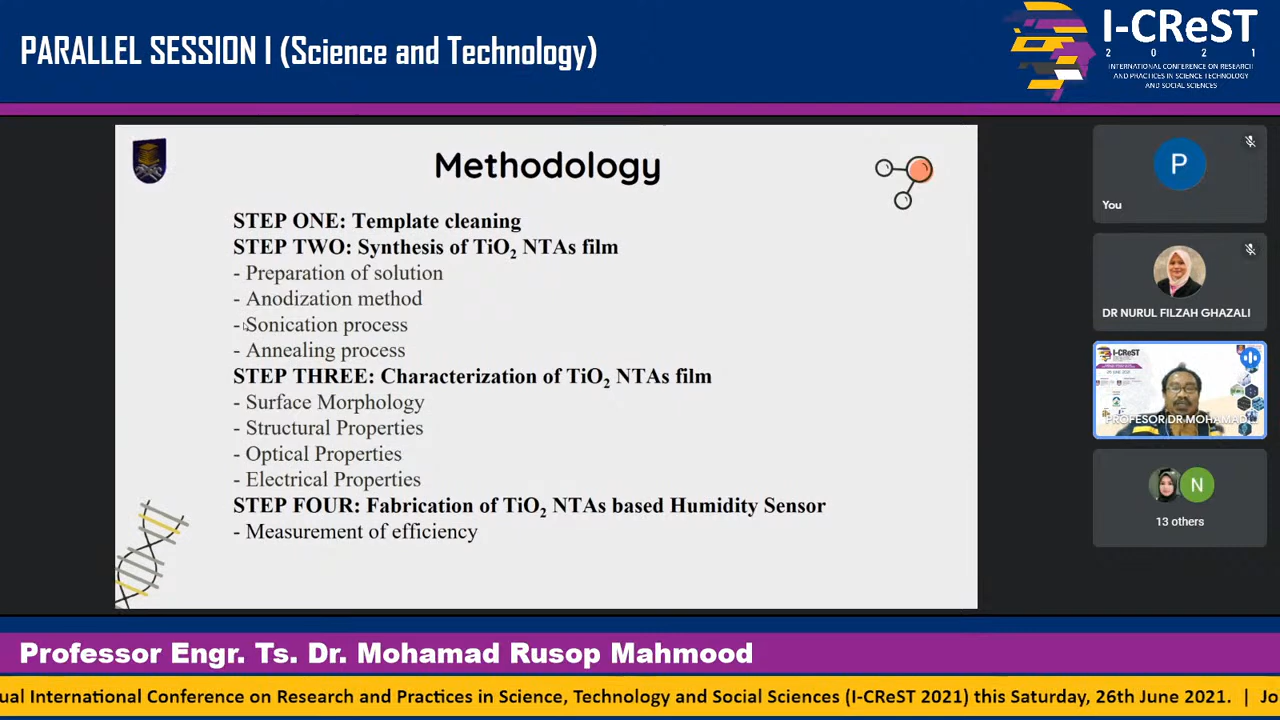 PARALLEL SESSION I (Science and Technology)
I-CReST
2 0 2 1
INTERNATIONAL CONFERENCE ON RESEARCH
AND PRACTICES IN SCIENCE TECHNOLOGY
AND SOCIAL SCIENCES
Methodology
STEP ONE: Template cleaning
STEP TWO: Synthesis of TiO₂ NTAs film
- Preparation of solution
- Anodization method
- Sonication process
- Annealing process
STEP THREE: Characterization of TiO₂ NTAs film
- Surface Morphology
- Structural Properties
- Optical Properties
- Electrical Properties
STEP FOUR: Fabrication of TiO₂ NTAs based Humidity Sensor
- Measurement of efficiency
P
You
DR NURUL FILZAH GHAZALI
I-CReST
PROFESOR DR MOHAMAD
N
13 others
Professor Engr. Ts. Dr. Mohamad Rusop Mahmood
ual International Conference on Research and Practices in Science, Technology and Social Sciences (I-CReST 2021) this Saturday, 26th June 2021. | Jo